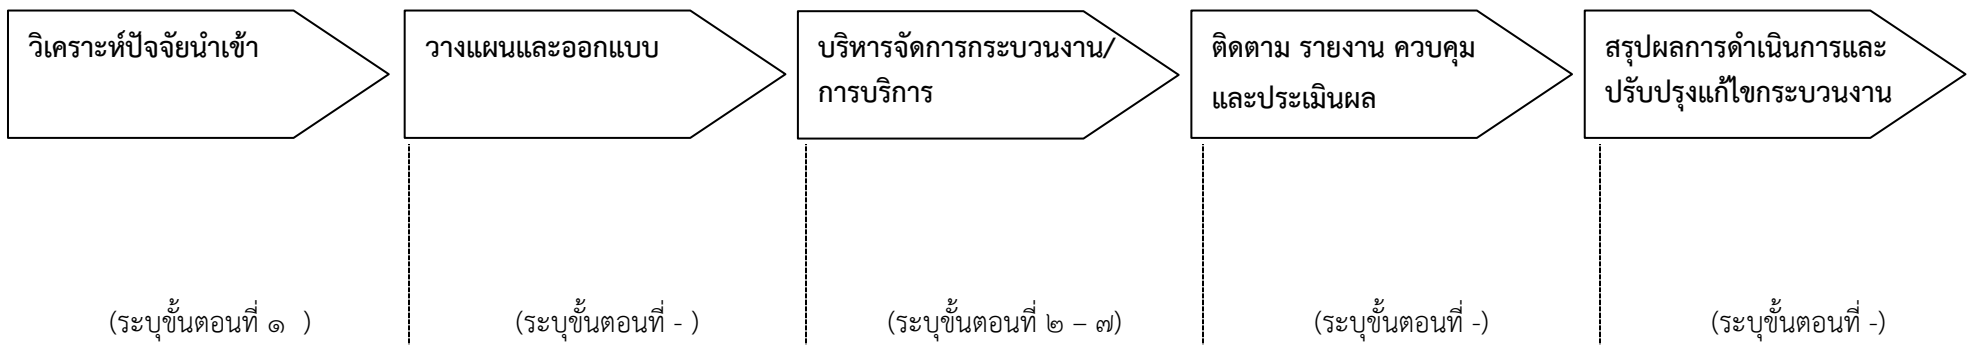 วิเคราะห์ปัจจัยนำเข้า
วางแผนและออกแบบ
บริหารจัดการกระบวนงาน/
การบริการ
ติดตาม รายงาน ควบคุม
และประเมินผล
สรุปผลการดำเนินการและ
ปรับปรุงแก้ไขกระบวนงาน
(ระบุขั้นตอนที่ ๑ )
(ระบุขั้นตอนที่ - )
(ระบุขั้นตอนที่ ๒ – ๗)
(ระบุขั้นตอนที่ -)
(ระบุขั้นตอนที่ -)